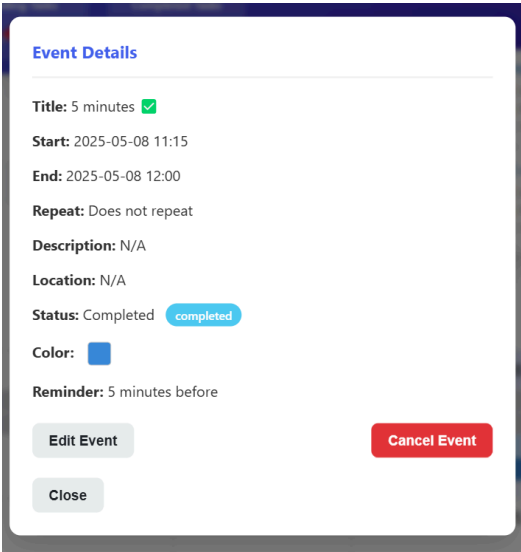 Event Details
Title: 5 minutes ✅
Start: 2025-05-08 11:15
End: 2025-05-08 12:00
Repeat: Does not repeat
Description: N/A
Location: N/A
Status: Completed completed
Color:
Reminder: 5 minutes before
Edit Event Cancel Event
Close